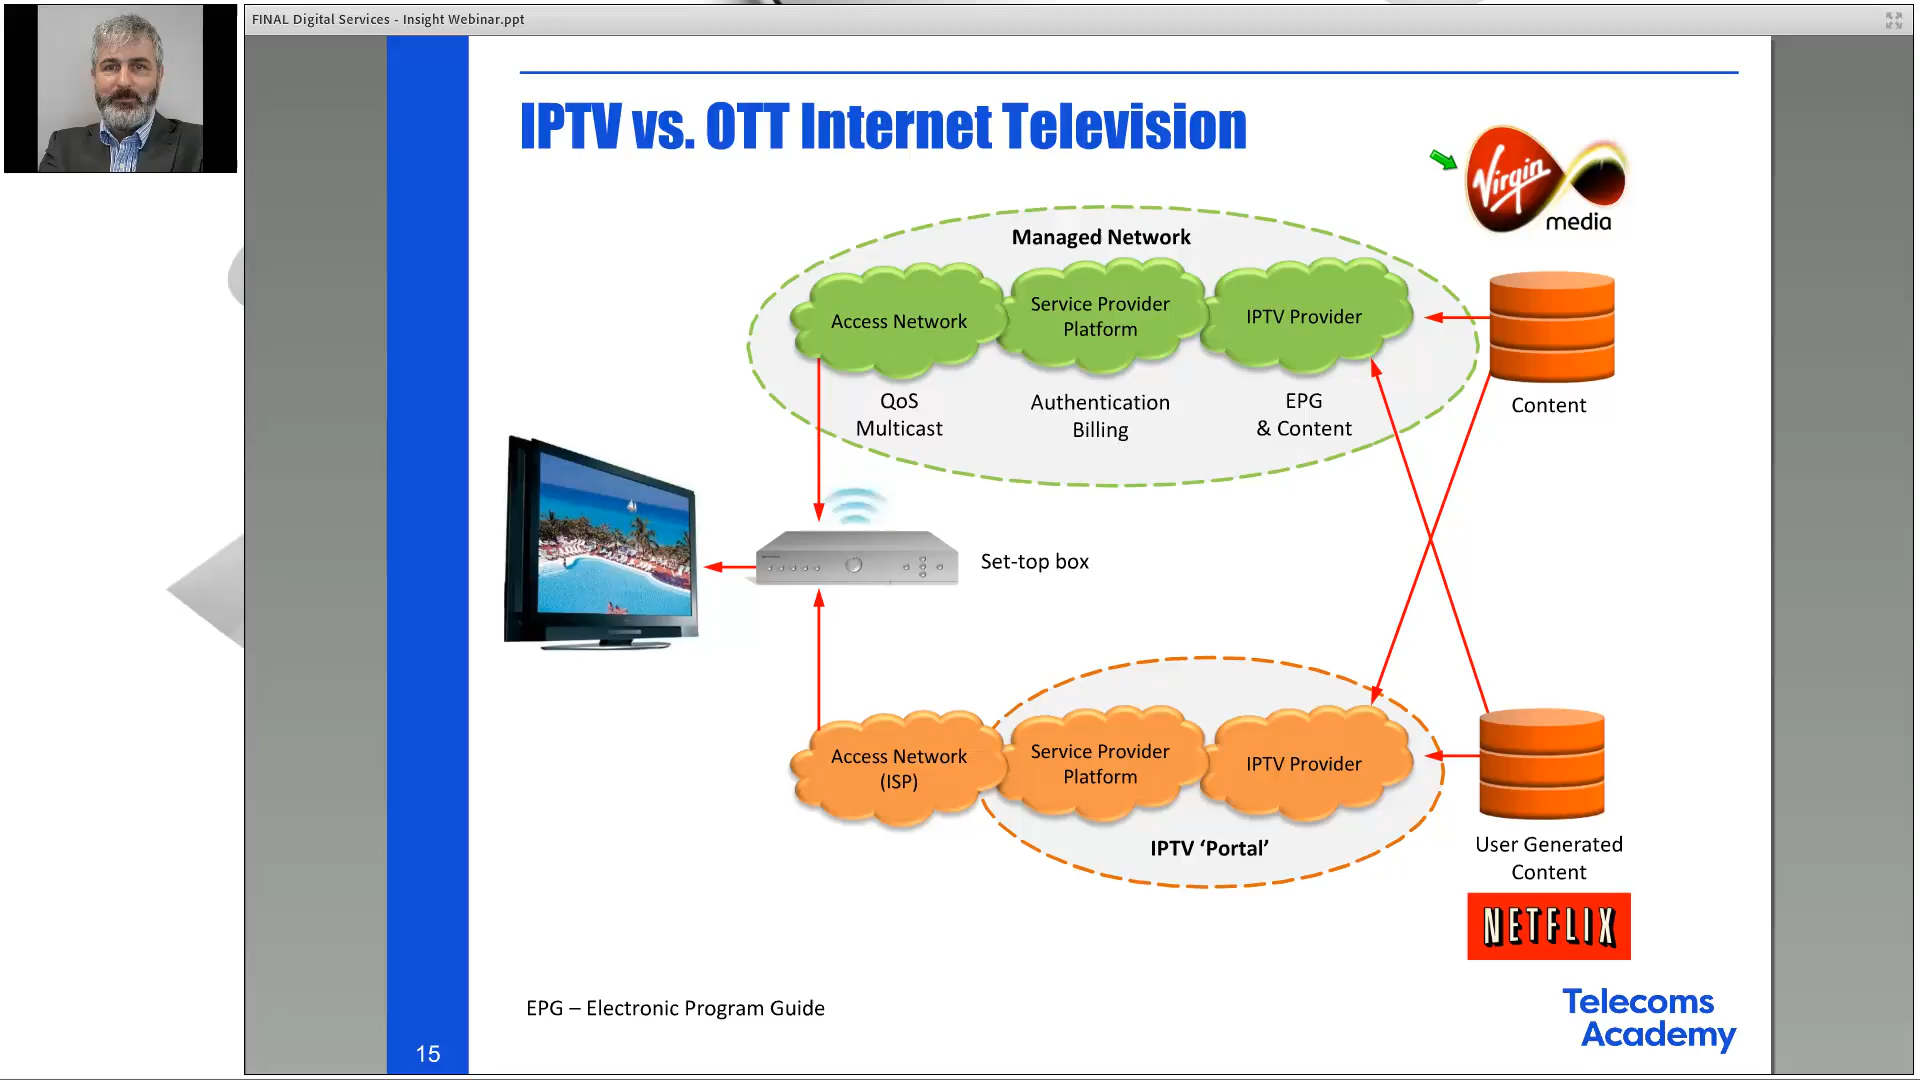 FINAL Digital Services - Insight Webinar.ppt
IPTV vs. OTT Internet Television
Virgin
media
Managed Network
Access Network
Service Provider
Platform
IPTV Provider
QoS
Multicast
Authentication
Billing
EPG
& Content
Content
Set-top box
Access Network
(ISP)
Service Provider
Platform
IPTV Provider
IPTV ‘Portal’
User Generated
Content
NETFLIX
EPG – Electronic Program Guide
Telecoms
Academy
15